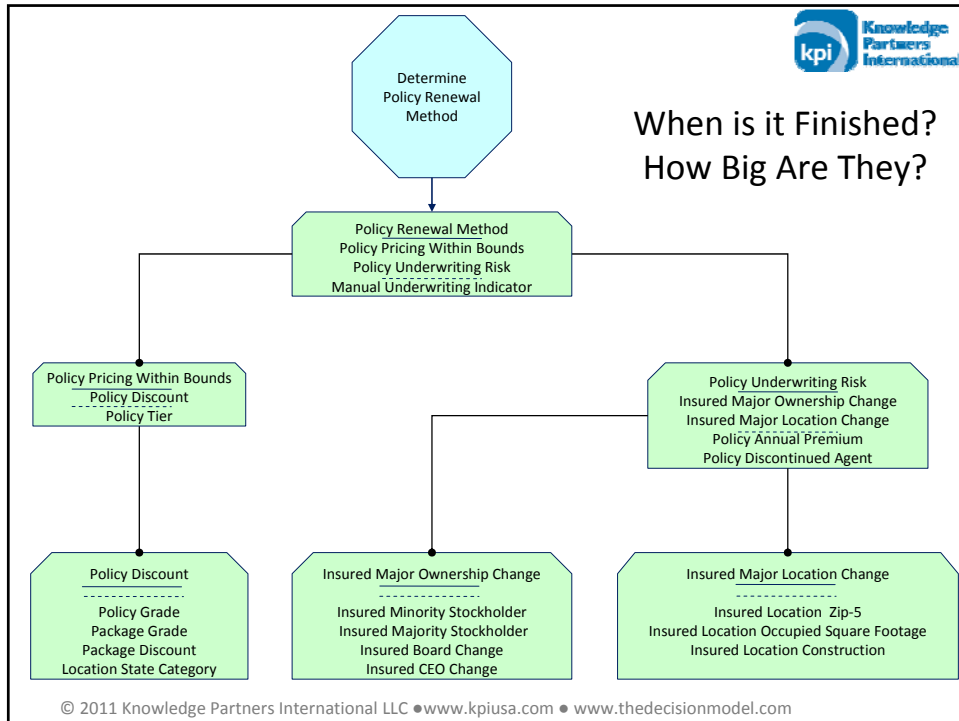 kpi
Knowledge
Partners
International
Determine
Policy Renewal
Method
When is it Finished?
How Big Are They?
Policy Renewal Method
Policy Pricing Within Bounds
Policy Underwriting Risk
Manual Underwriting Indicator
Policy Pricing Within Bounds
Policy Discount
Policy Tier
Policy Underwriting Risk
Insured Major Ownership Change
Insured Major Location Change
Policy Annual Premium
Policy Discontinued Agent
Policy Discount
Policy Grade
Package Grade
Package Discount
Location State Category
Insured Major Ownership Change
Insured Minority Stockholder
Insured Majority Stockholder
Insured Board Change
Insured CEO Change
Insured Major Location Change
Insured Location Zip-5
Insured Location Occupied Square Footage
Insured Location Construction
© 2011 Knowledge Partners International LLC ●www.kpiusa.com ● www.thedecisionmodel.com